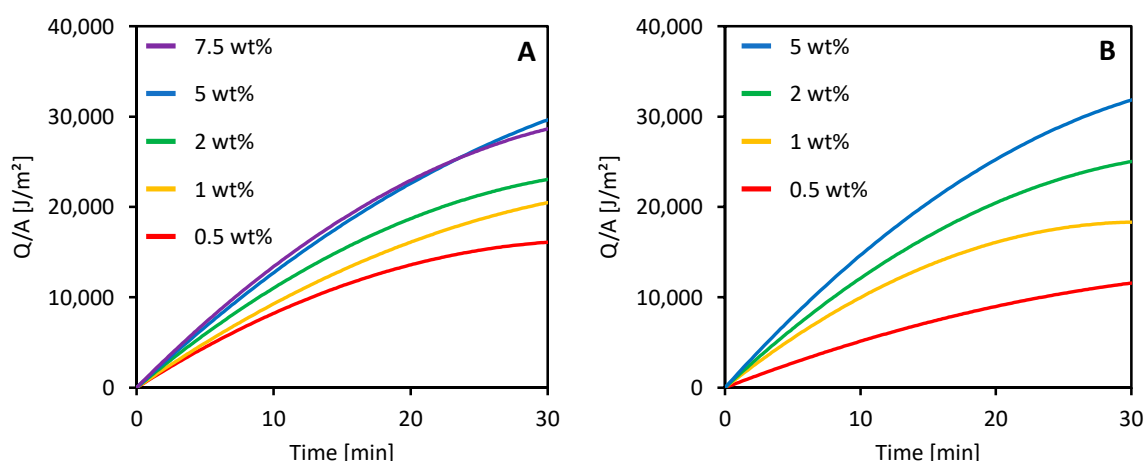 A
40,000
30,000
20,000
10,000
0
Q/A [J/m²]
7.5 wt%
5 wt%
2 wt%
1 wt%
0.5 wt%
0
10
20
30
Time [min]
B
40,000
30,000
20,000
10,000
0
Q/A [J/m²]
5 wt%
2 wt%
1 wt%
0.5 wt%
0
10
20
30
Time [min]